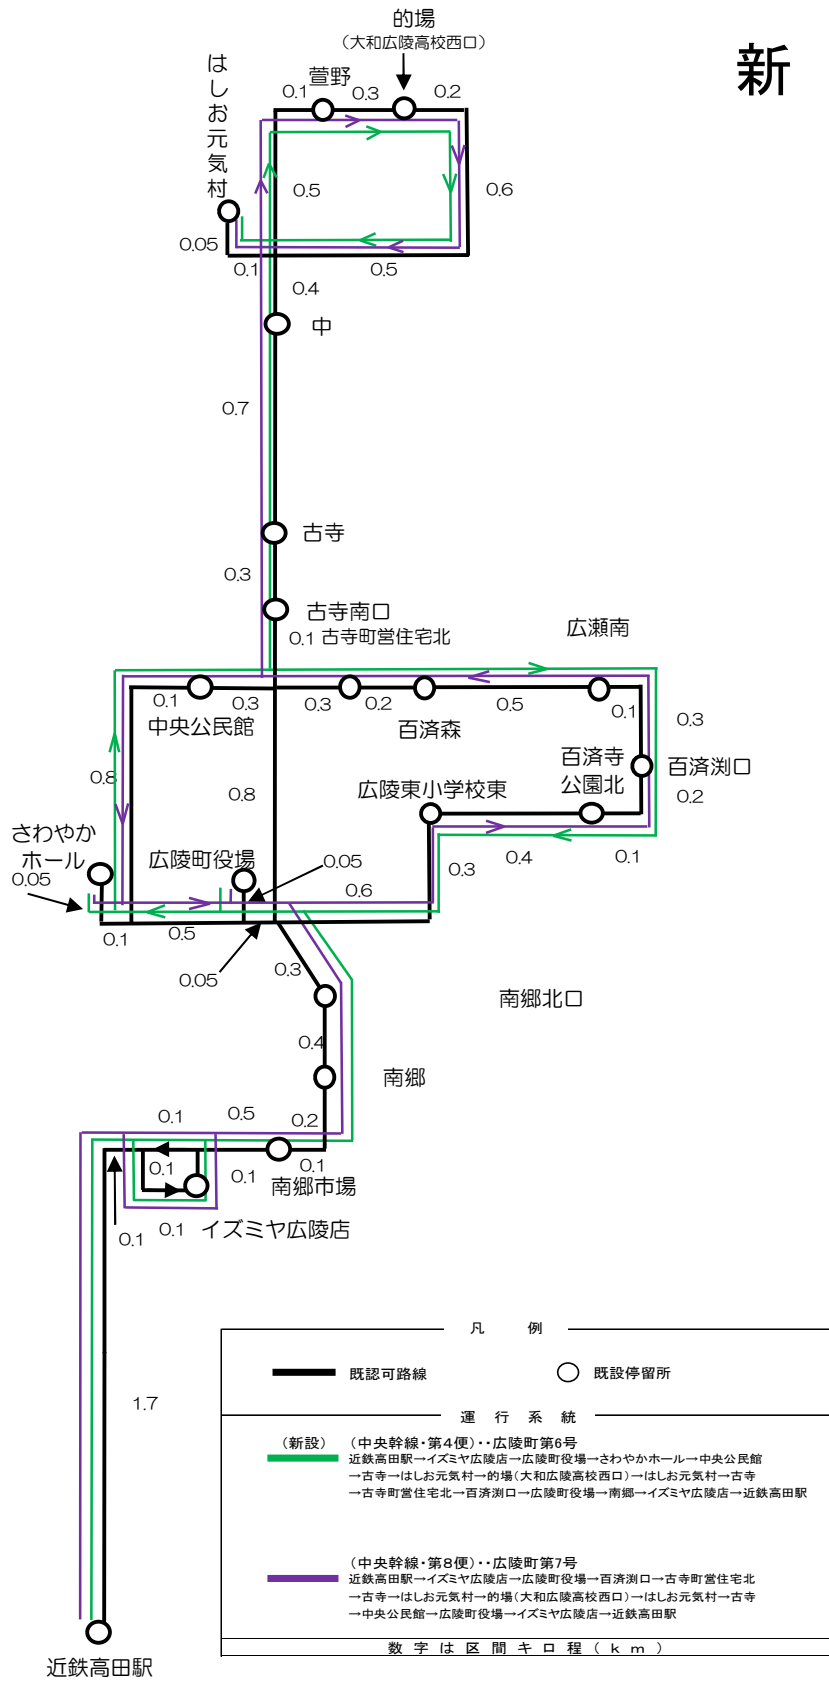 新
的場
(大和広陵高校西口)
はしお元気村
萱野
0.1
0.3
0.2
0.5
0.6
0.05
0.1
0.5
0.4
中
0.7
古寺
0.3
古寺南口
0.1
古寺町営住宅北
広瀬南
0.1
0.3
0.3
0.2
0.5
0.1
0.3
中央公民館
百済森
百済寺
公園北
百済渕口
0.2
0.8
0.8
広陵東小学校東
さわやか
ホール
0.05
広陵町役場
0.05
0.6
0.3
0.4
0.1
0.1
0.5
0.05
0.3
南郷北口
0.4
南郷
0.1
0.5
0.2
0.1
0.1
0.1
南郷市場
0.1
0.1
イズミヤ広陵店
1.7
近鉄高田駅
凡 例
既認可路線
既設停留所
運 行 系 統
(新設) (中央幹線・第4便)・・広陵町第6号
近鉄高田駅→イズミヤ広陵店→広陵町役場→さわやかホール→中央公民館
→古寺→はしお元気村→的場(大和広陵高校西口)→はしお元気村→古寺
→古寺町営住宅北→百済渕口→広陵町役場→南郷→イズミヤ広陵店→近鉄高田駅
(中央幹線・第8便)・・広陵町第7号
近鉄高田駅→イズミヤ広陵店→広陵町役場→百済渕口→古寺町営住宅北
→古寺→はしお元気村→的場(大和広陵高校西口)→はしお元気村→古寺
→中央公民館→広陵町役場→イズミヤ広陵店→近鉄高田駅
数 字 は 区 間 キ ロ 程 ( k m )